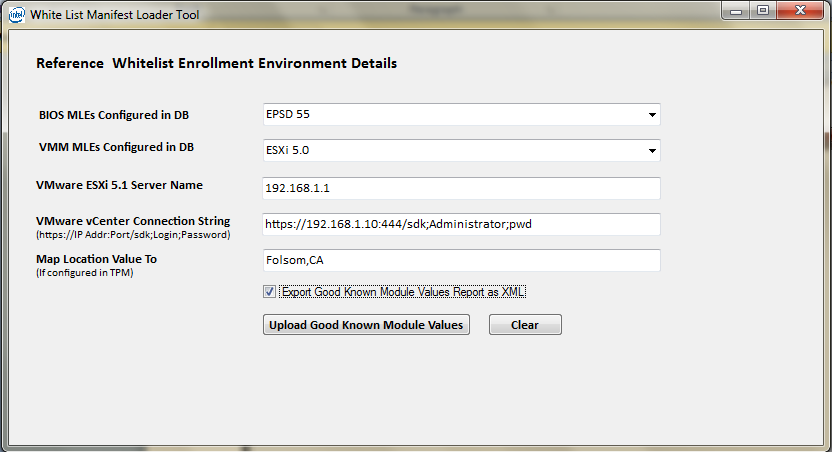 intel
White List Manifest Loader Tool
Reference Whitelist Enrollment Environment Details
BIOS MLEs Configured in DB
EPSD 55
VMM MLEs Configured in DB
ESXi 5.0
VMware ESXi 5.1 Server Name
192.168.1.1
VMware vCenter Connection String
(https://IP Addr:Port/sdk;Login;Password)
https://192.168.1.10:444/sdk;Administrator;pwd
Map Location Value To
(If configured in TPM)
Folsom,CA
Export Good Known Module Values Report as XML
Upload Good Known Module Values
Clear